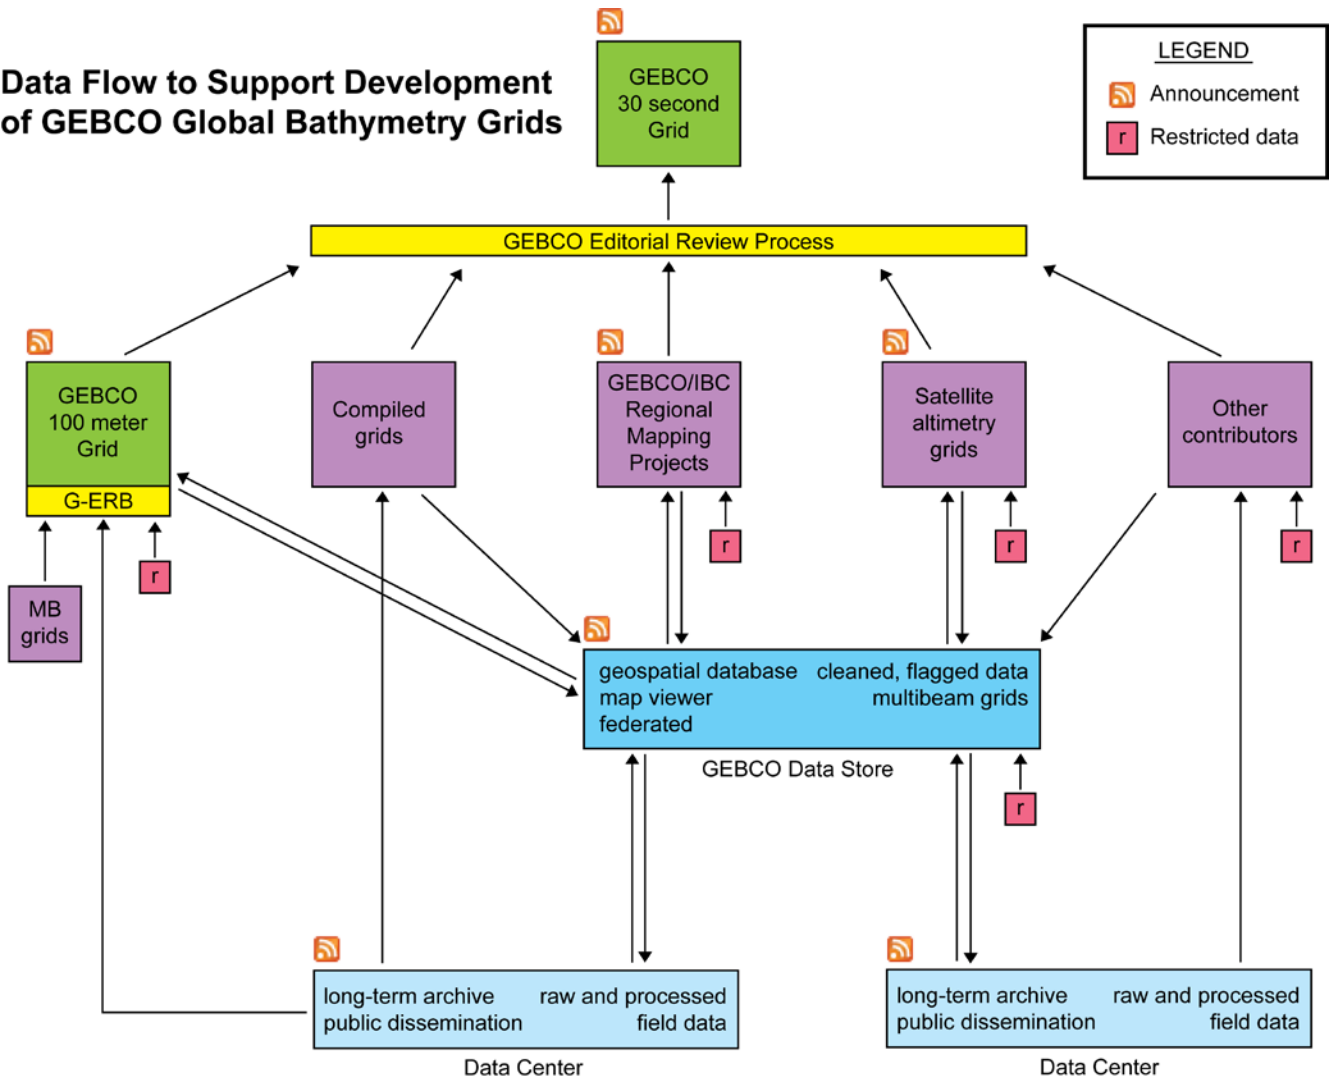 Data Flow to Support Development
of GEBCO Global Bathymetry Grids
GEBCO
30 second
Grid
LEGEND
Announcement
r
Restricted data
GEBCO Editorial Review Process
GEBCO
100 meter
Grid
G-ERB
Compiled
grids
GEBCO/IBC
Regional
Mapping
Projects
Satellite
altimetry
grids
Other
contributors
MB
grids
r
r
r
r
geospatial database
map viewer
federated
cleaned, flagged data
multibeam grids
GEBCO Data Store
r
long-term archive
public dissemination
raw and processed
field data
Data Center
long-term archive
public dissemination
raw and processed
field data
Data Center